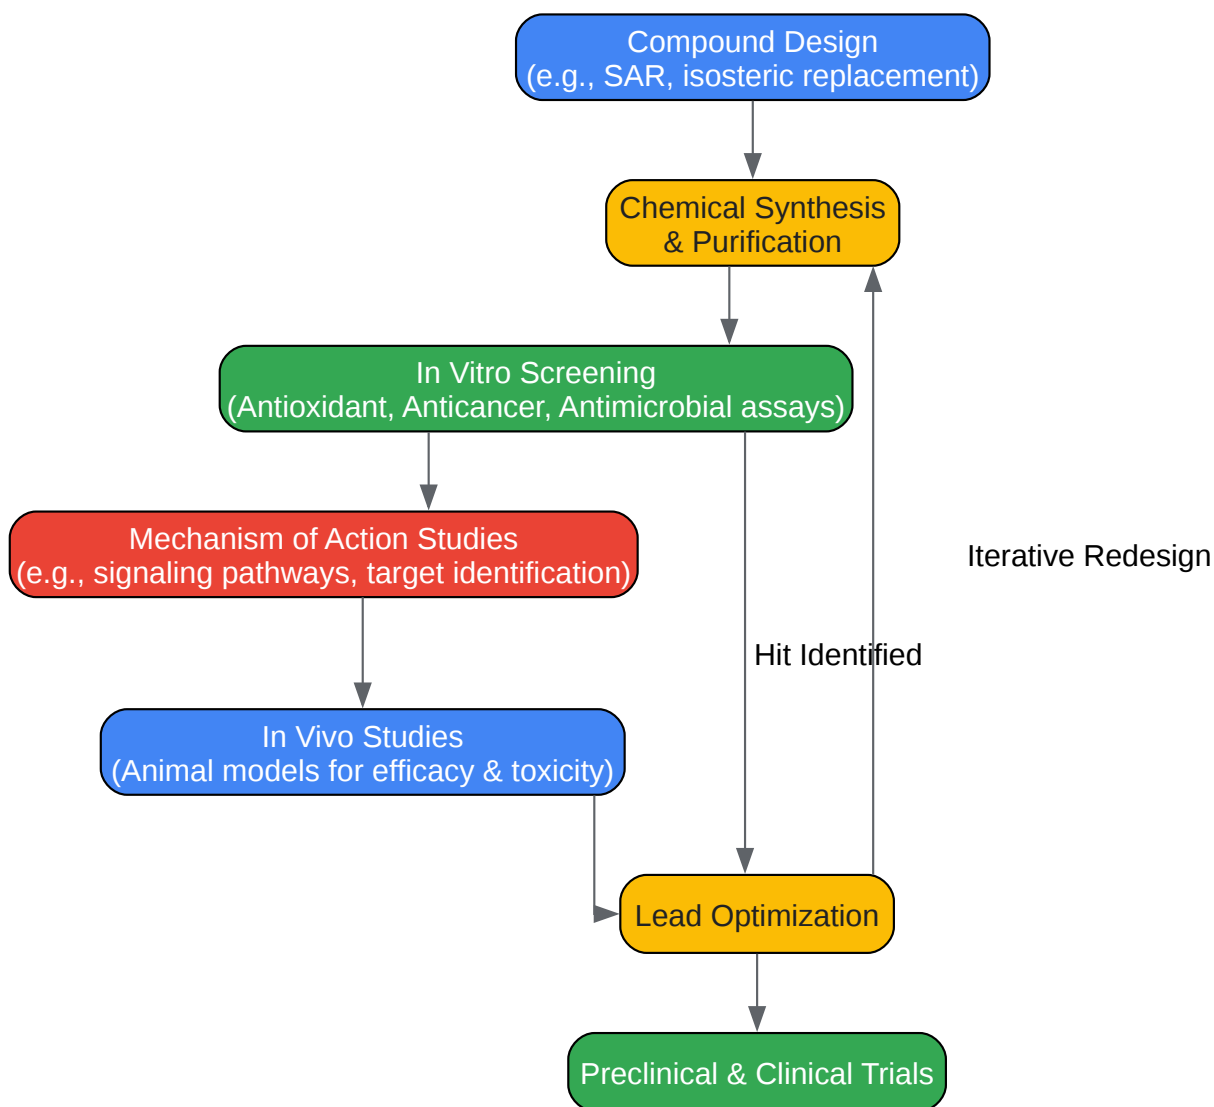 Compound Design
(e.g., SAR, isosteric replacement)
Chemical Synthesis
& Purification
In Vitro Screening
(Antioxidant, Anticancer, Antimicrobial assays)
Mechanism of Action Studies
(e.g., signaling pathways, target identification)
Iterative Redesign
Hit Identified
In Vivo Studies
(Animal models for efficacy & toxicity)
Lead Optimization
Preclinical & Clinical Trials